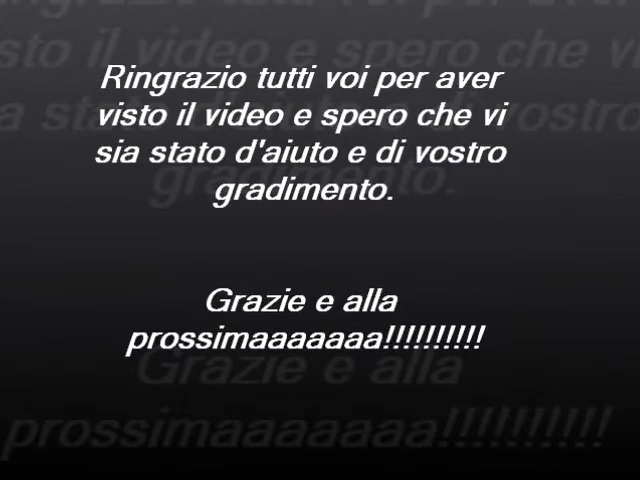 Ringrazio tutti voi per aver
visto il video e spero che vi
sia stato d'aiuto e di vostro
gradimento.
Grazie e alla
prossimaaaaaaa!!!!!!!!!!